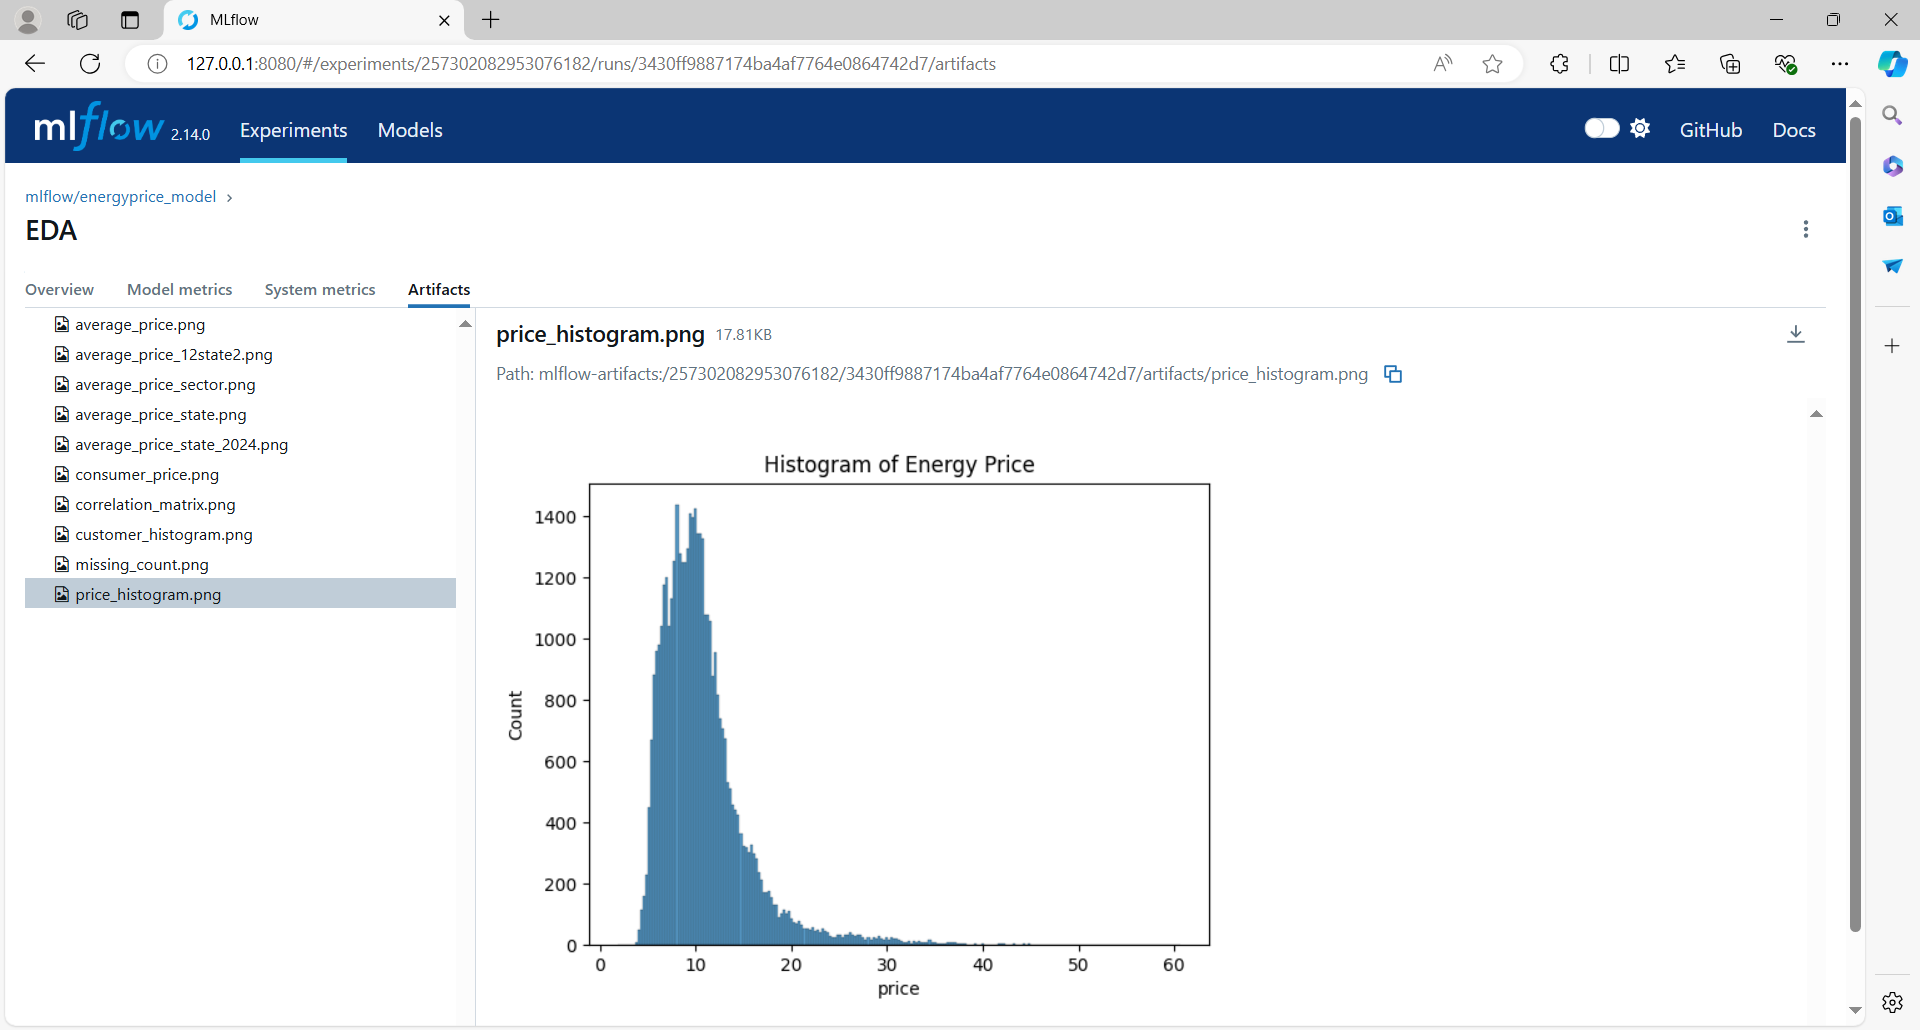 MLflow
127.0.0.1:8080/#/experiments/257302082953076182/runs/3430ff9887174ba4af7764e0864742d7/artifacts
mlflow 2.14.0 Experiments Models GitHub Docs
mlflow/energyprice_model ›
EDA
Overview Model metrics System metrics Artifacts
average_price.png
average_price_12state2.png
average_price_sector.png
average_price_state.png
average_price_state_2024.png
consumer_price.png
correlation_matrix.png
customer_histogram.png
missing_count.png
price_histogram.png
price_histogram.png 17.81KB
Path: mlflow-artifacts:/257302082953076182/3430ff9887174ba4af7764e0864742d7/artifacts/price_histogram.png
Histogram of Energy Price
1400
1200
1000
800
600
400
200
0
Count
0 10 20 30 40 50 60
price